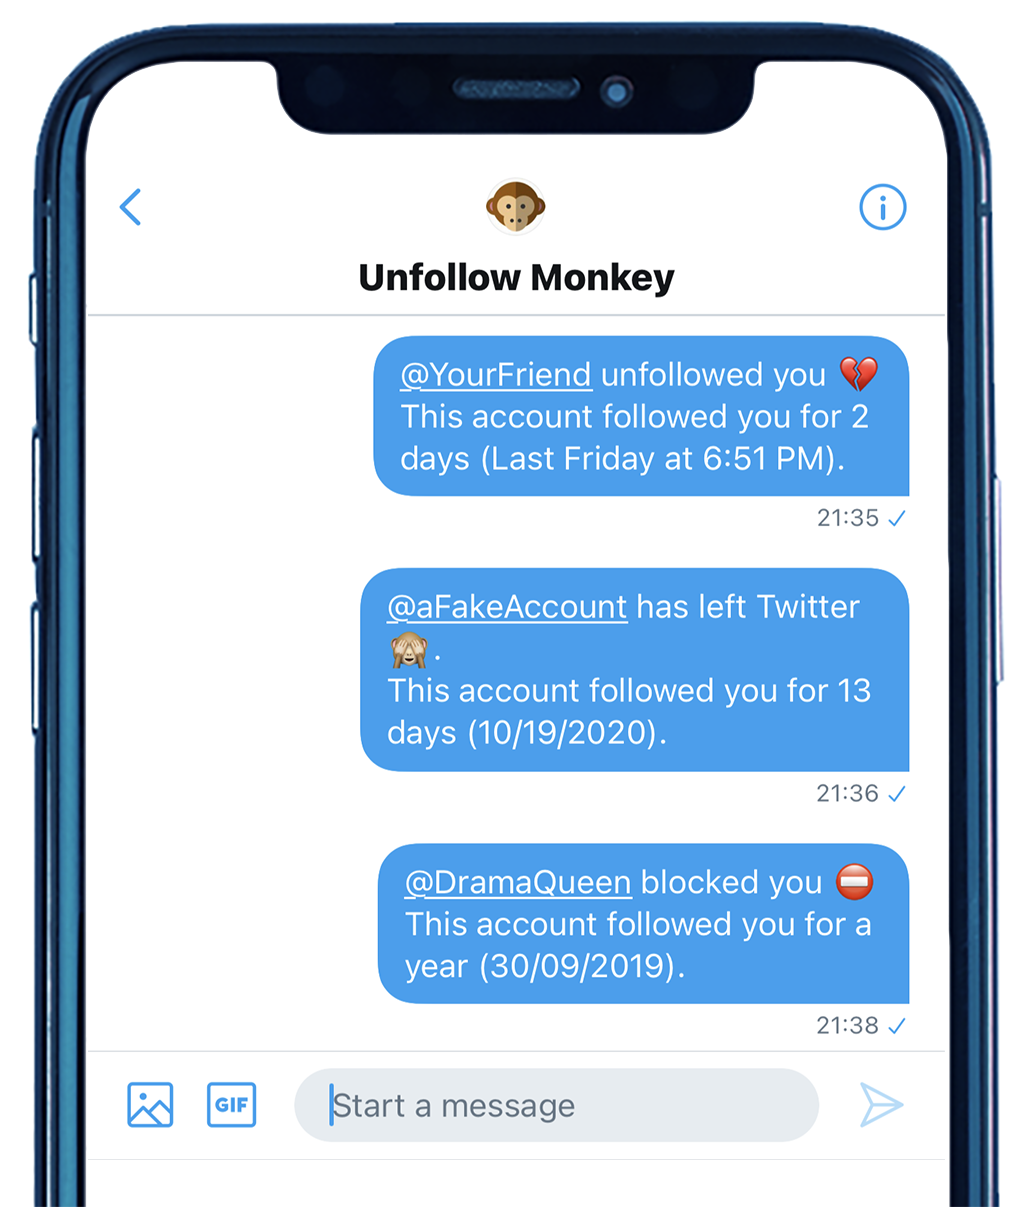 Unfollow Monkey
@YourFriend unfollowed you 💔
This account followed you for 2
days (Last Friday at 6:51 PM).
21:35 ✓
@aFakeAccount has left Twitter
🙈.
This account followed you for 13
days (10/19/2020).
21:36 ✓
@DramaQueen blocked you ⛔
This account followed you for a
year (30/09/2019).
21:38 ✓
GIF
Start a message